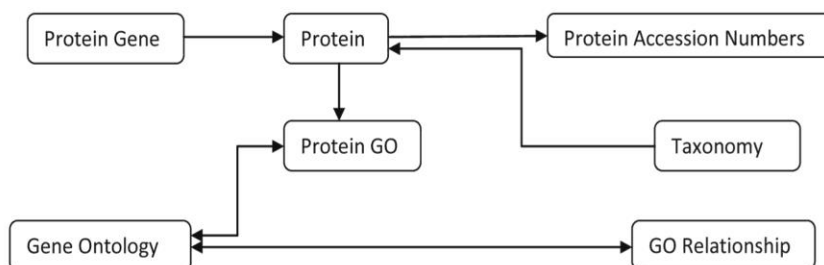 Protein Gene
Protein
Protein Accession Numbers
Protein GO
Taxonomy
Gene Ontology
GO Relationship